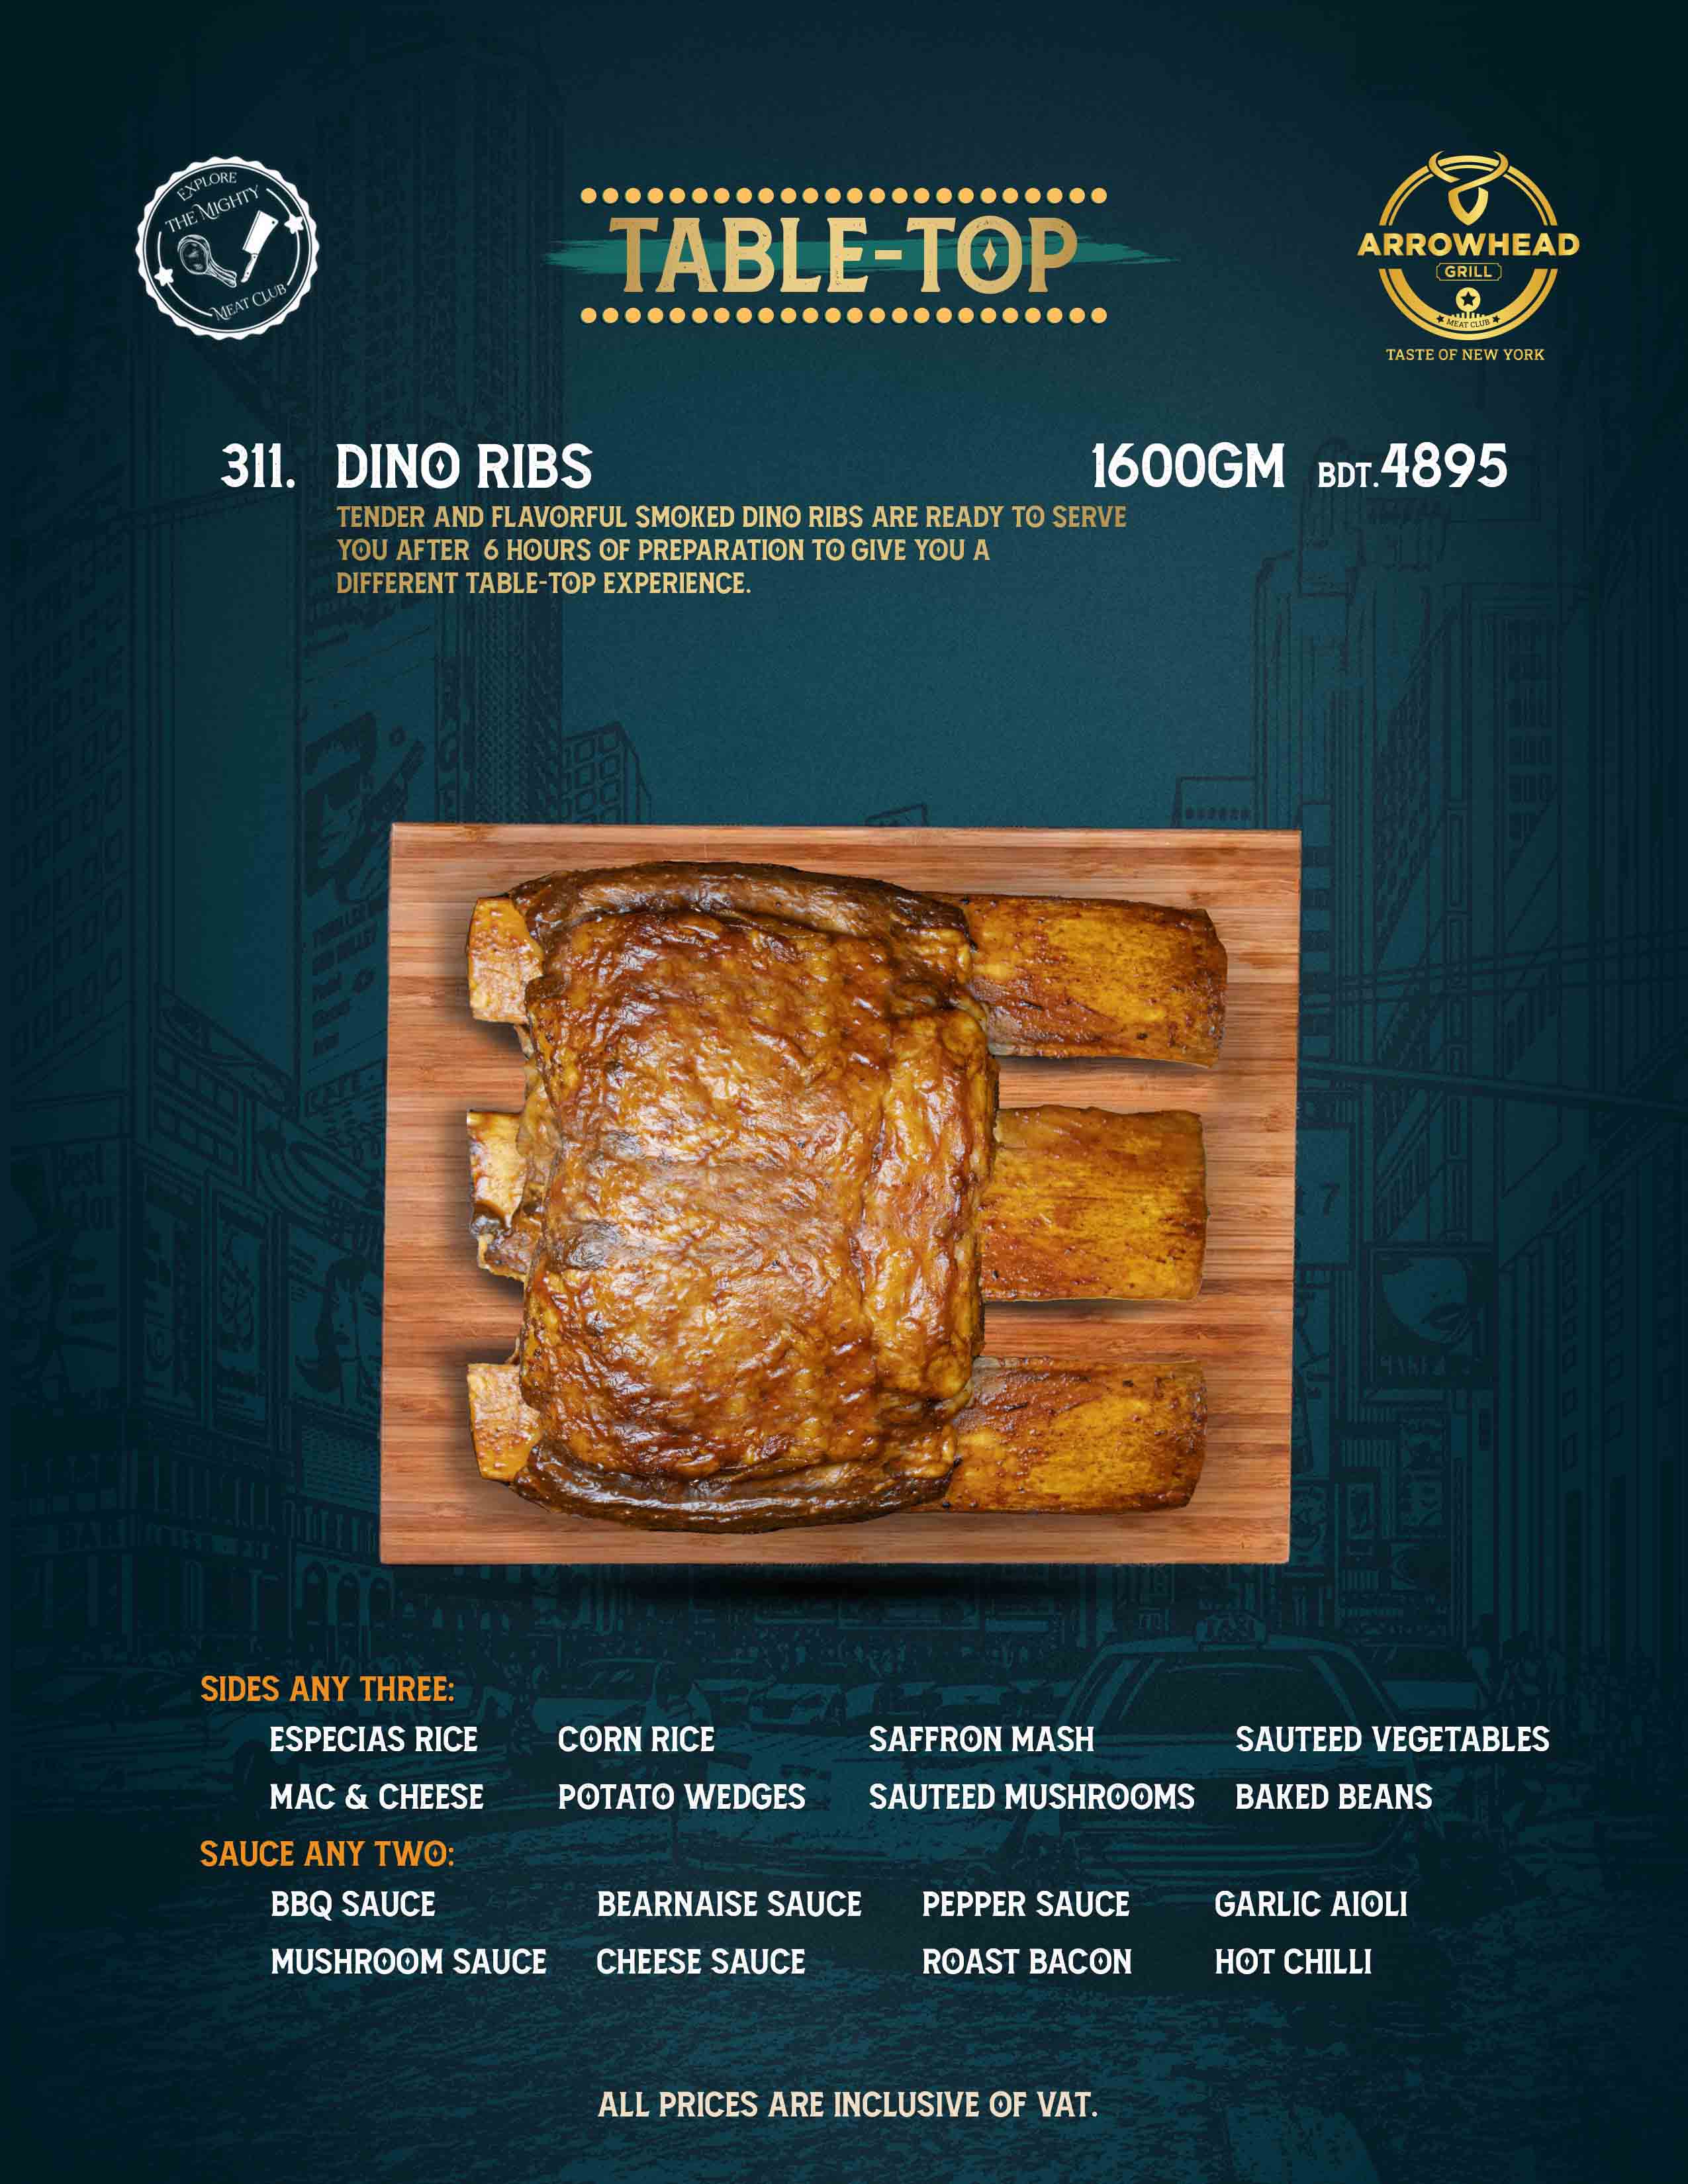 EXPLORE
THE MIGHTY
MEAT CLUB
TABLE-TOP
ARROWHEAD
GRILL
MEAT CLUB
TASTE OF NEW YORK
311. DINO RIBS 1600GM BDT.4895
TENDER AND FLAVORFUL SMOKED DINO RIBS ARE READY TO SERVE
YOU AFTER 6 HOURS OF PREPARATION TO GIVE YOU A
DIFFERENT TABLE-TOP EXPERIENCE.
SIDES ANY THREE:
ESPECIAS RICE CORN RICE SAFFRON MASH SAUTEED VEGETABLES
MAC & CHEESE POTATO WEDGES SAUTEED MUSHROOMS BAKED BEANS
SAUCE ANY TWO:
BBQ SAUCE BEARNAISE SAUCE PEPPER SAUCE GARLIC AIOLI
MUSHROOM SAUCE CHEESE SAUCE ROAST BACON HOT CHILLI
ALL PRICES ARE INCLUSIVE OF VAT.